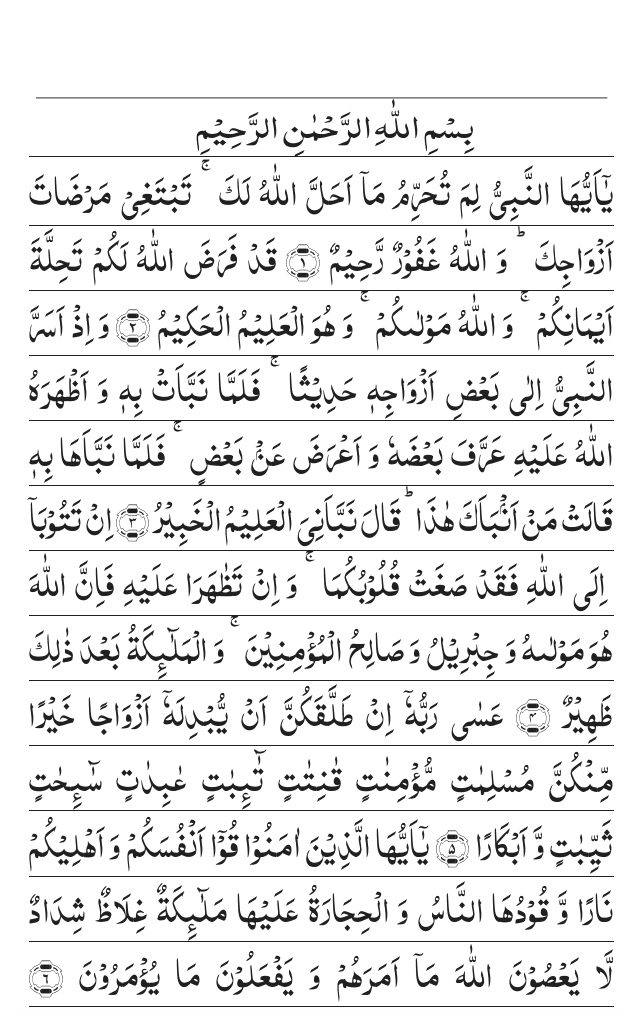 بِسْمِ اللّٰهِ الرَّحْمٰنِ الرَّحِیْمِ
یٰۤاَیُّهَا النَّبِیُّ لِمَ تُحَرِّمُ مَاۤ اَحَلَّ اللّٰهُ لَكَ ۚ تَبْتَغِیْ مَرْضَاتَ
اَزْوَاجِكَ ؕ وَ اللّٰهُ غَفُوْرٌ رَّحِیْمٌ ۝۱ قَدْ فَرَضَ اللّٰهُ لَكُمْ تَحِلَّةَ
اَیْمَانِكُمْ ۚ وَ اللّٰهُ مَوْلٰىكُمْ ۚ وَ هُوَ الْعَلِیْمُ الْحَكِیْمُ ۝۲ وَ اِذْ اَسَرَّ
النَّبِیُّ اِلٰى بَعْضِ اَزْوَاجِهٖ حَدِیْثًا ۚ فَلَمَّا نَبَّاَتْ بِهٖ وَ اَظْهَرَهُ
اللّٰهُ عَلَیْهِ عَرَّفَ بَعْضَهٗ وَ اَعْرَضَ عَنْۢ بَعْضٍ ۚ فَلَمَّا نَبَّاَهَا بِهٖ
قَالَتْ مَنْ اَنْۢبَاَكَ هٰذَا ؕ قَالَ نَبَّاَنِیَ الْعَلِیْمُ الْخَبِیْرُ ۝۳ اِنْ تَتُوْبَاۤ
اِلَى اللّٰهِ فَقَدْ صَغَتْ قُلُوْبُكُمَا ۚ وَ اِنْ تَظٰهَرَا عَلَیْهِ فَاِنَّ اللّٰهَ
هُوَ مَوْلٰىهُ وَ جِبْرِیْلُ وَ صَالِحُ الْمُؤْمِنِیْنَ ۚ وَ الْمَلٰٓىِٕكَةُ بَعْدَ ذٰلِكَ
ظَهِیْرٌ ۝۴ عَسٰى رَبُّهٗۤ اِنْ طَلَّقَكُنَّ اَنْ یُّبْدِلَهٗۤ اَزْوَاجًا خَیْرًا
مِّنْكُنَّ مُسْلِمٰتٍ مُّؤْمِنٰتٍ قٰنِتٰتٍ تٰٓىِٕبٰتٍ عٰبِدٰتٍ سٰٓىِٕحٰتٍ
ثَیِّبٰتٍ وَّ اَبْكَارًا ۝۵ یٰۤاَیُّهَا الَّذِیْنَ اٰمَنُوْا قُوْۤا اَنْفُسَكُمْ وَ اَهْلِیْكُمْ
نَارًا وَّ قُوْدُهَا النَّاسُ وَ الْحِجَارَةُ عَلَیْهَا مَلٰٓىِٕكَةٌ غِلَاظٌ شِدَادٌ
لَّا یَعْصُوْنَ اللّٰهَ مَاۤ اَمَرَهُمْ وَ یَفْعَلُوْنَ مَا یُؤْمَرُوْنَ ۝۶